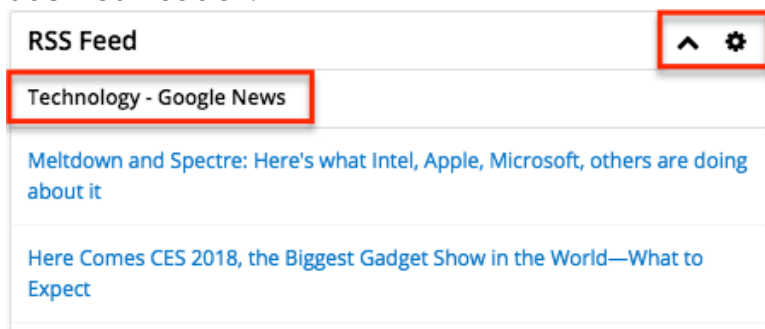 RSS Feed
Technology - Google News
Meltdown and Spectre: Here's what Intel, Apple, Microsoft, others are doing
about it
Here Comes CES 2018, the Biggest Gadget Show in the World—What to
Expect